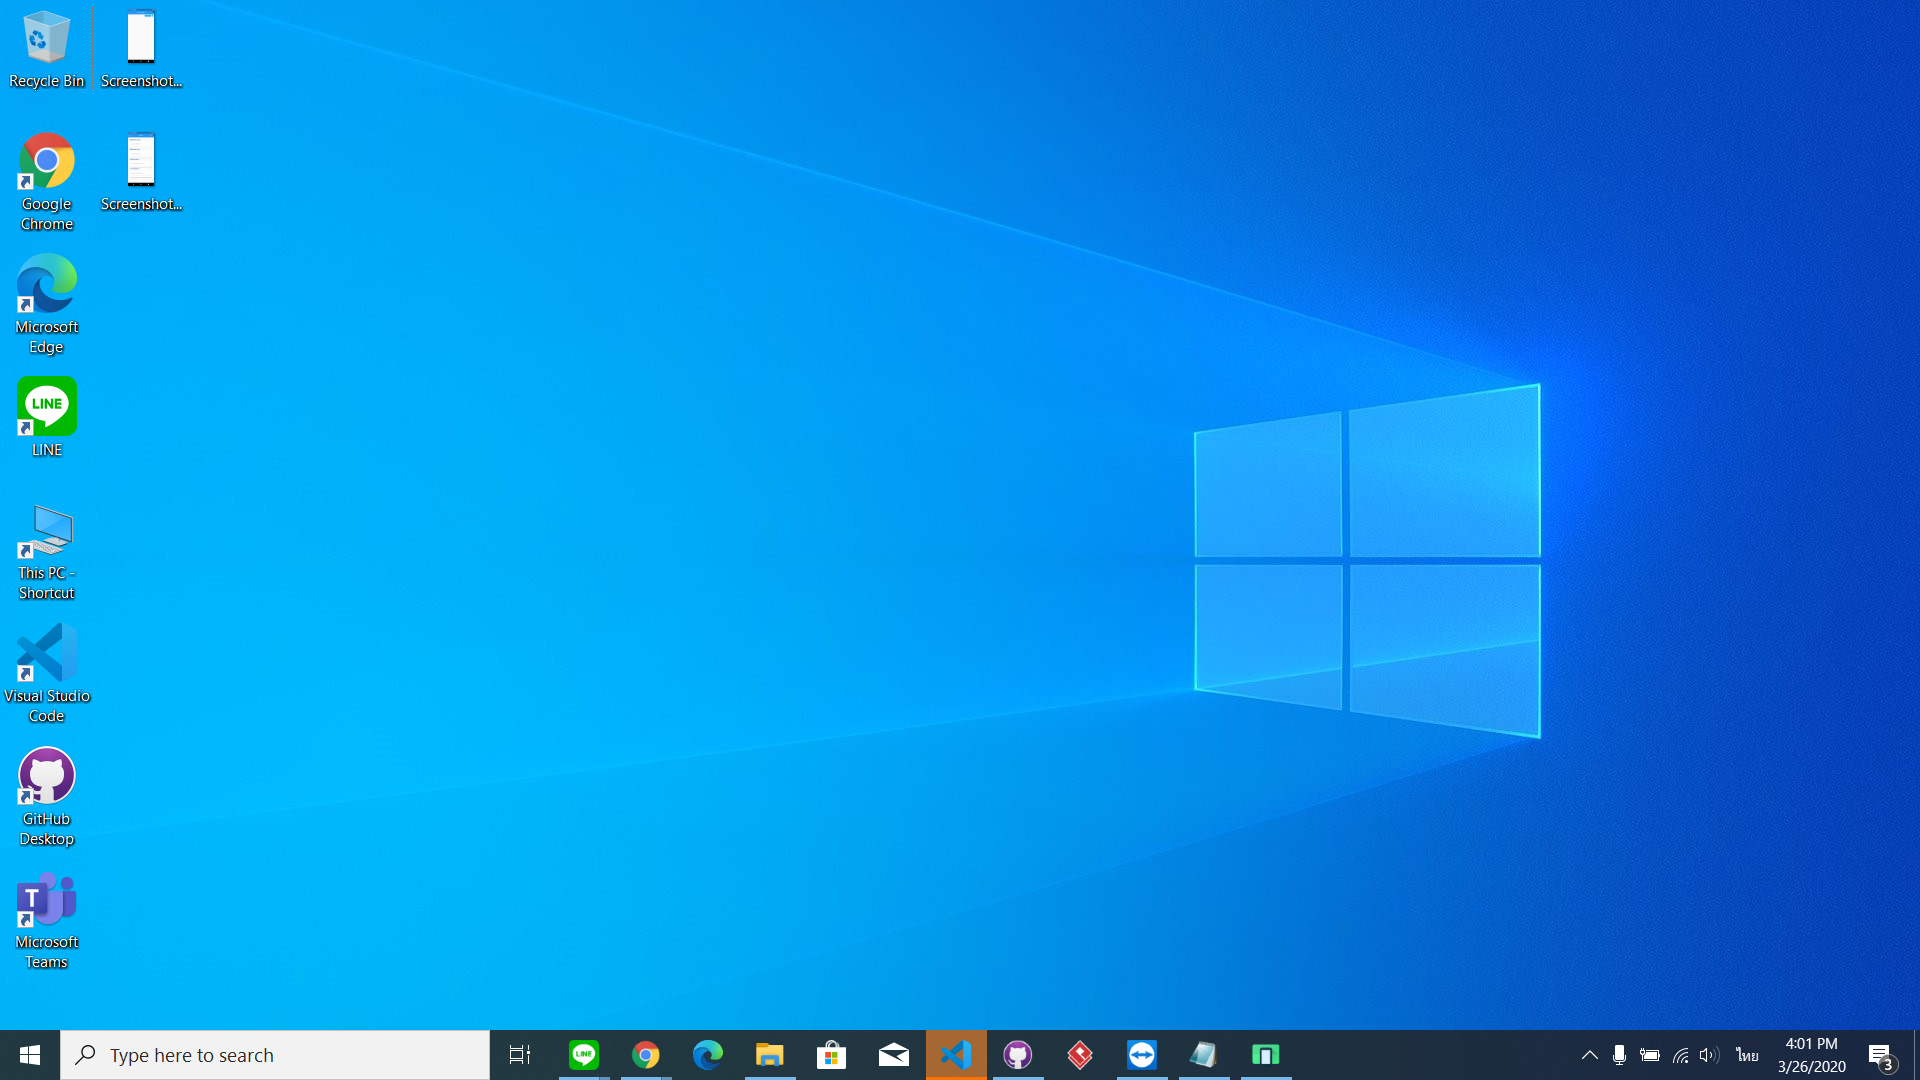 Recycle Bin
Screenshot...
Google
Chrome
Screenshot...
Microsoft
Edge
LINE
LINE
This PC -
Shortcut
Visual Studio
Code
GitHub
Desktop
T
Microsoft
Teams
Type here to search
LINE
ไทย
4:01 PM
3/26/2020
3